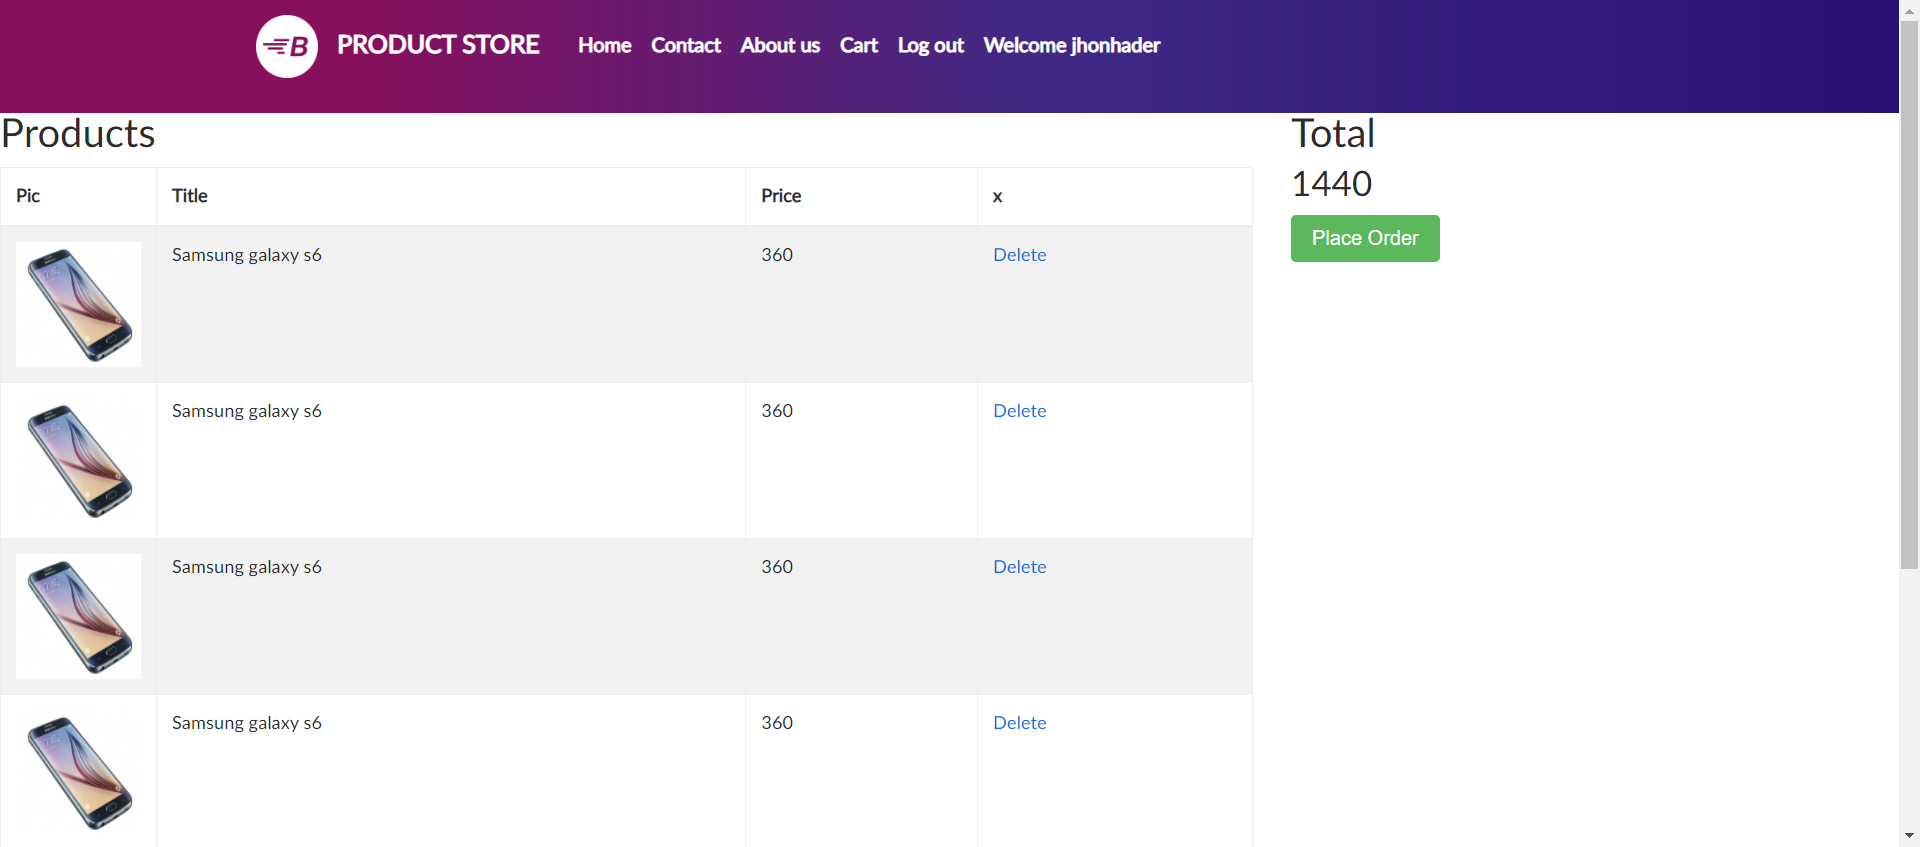 B PRODUCT STORE Home Contact About us Cart Log out Welcome jhonhader
Products
Pic Title Price x
Samsung galaxy s6 360 Delete
Samsung galaxy s6 360 Delete
Samsung galaxy s6 360 Delete
Samsung galaxy s6 360 Delete
Total
1440
Place Order